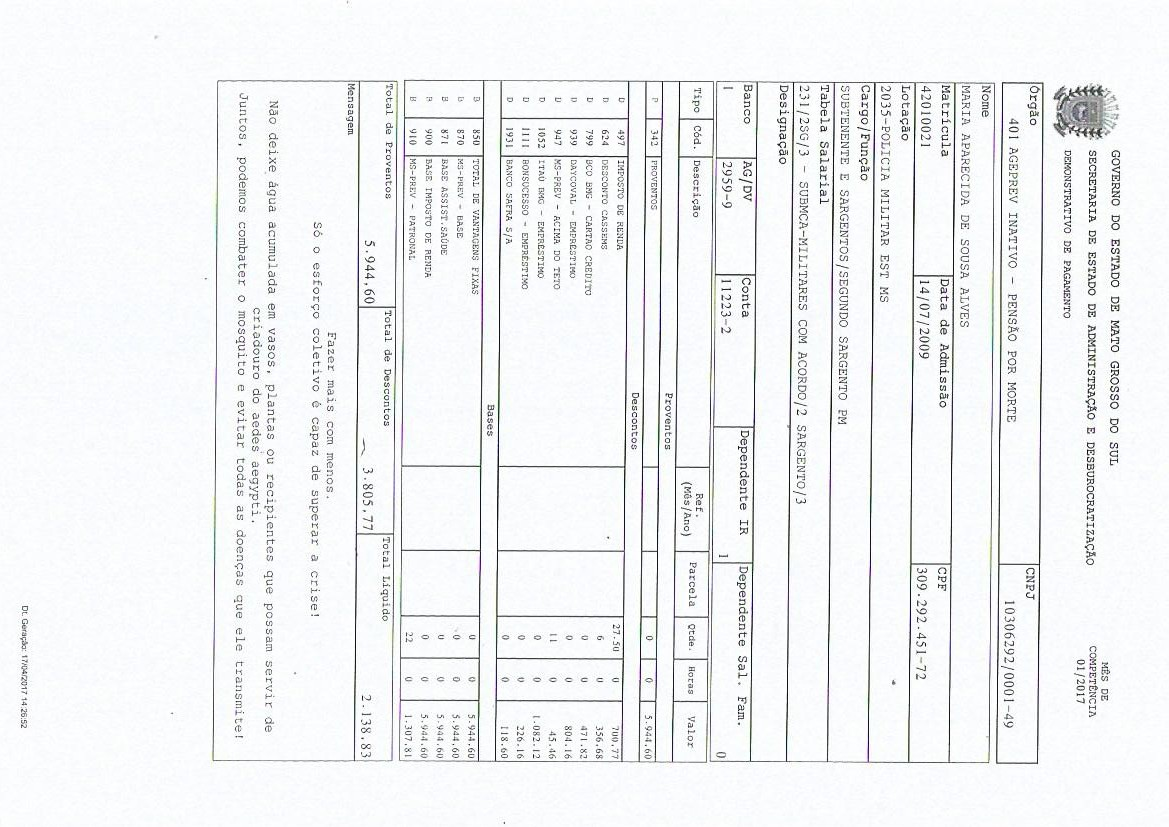 GOVERNO DO ESTADO DE MATO GROSSO DO SUL
SECRETARIA DE ESTADO DE ADMINISTRAÇÃO E DESBUROCRATIZAÇÃO
DEMONSTRATIVO DE PAGAMENTO
MÊS DE
COMPETÊNCIA
01/2017
Órgão CNPJ
401 AGEPREV INATIVO - PENSÃO POR MORTE 10306292/0001-49
Nome
MARIA APARECIDA DE SOUSA ALVES
Matrícula Data de Admissão CPF
42010021 14/07/2009 309.292.451-72
Lotação
2035-POLICIA MILITAR EST MS
Cargo/Função
SUBTENENTE E SARGENTOS/SEGUNDO SARGENTO PM
Tabela Salarial
231/2SG/3 - SUBMCA-MILITARES COM ACORDO/2 SARGENTO/3
Designação
Banco AG/DV Conta Dependente IR Dependente Sal. Fam.
1 2959-9 11223-2 1 0
Tipo Cód. Descrição Ref. (Mês/Ano) Parcela Qtde. Horas Valor
Proventos
P 342 PROVENTOS 0 0 5.944,60
Descontos
D 497 IMPOSTO DE RENDA 27.50 0 700,77
D 624 DESCONTO CASSEMS 6 0 356,68
D 799 BCO BMG - CARTAO CREDITO 0 0 471,82
D 939 DAYCOVAL - EMPRESTIMO 0 0 804,16
D 947 MS-PREV - ACIMA DO TETO 11 0 45,46
D 1052 ITAÚ BMG - EMPRÉSTIMO 0 0 1.082,12
D 1111 BONSUCESSO - EMPRÉSTIMO 0 0 226,16
D 1931 BANCO SAFRA S/A 0 0 118,60
Bases
B 850 TOTAL DE VANTAGENS FIXAS 0 0 5.944,60
B 870 MS-PREV - BASE 0 0 5.944,60
B 871 BASE ASSIST.SAÚDE 0 0 5.944,60
B 900 BASE IMPOSTO DE RENDA 0 0 5.944,60
B 910 MS-PREV - PATRONAL 22 0 1.307,81
Total de Proventos Total de Descontos Total Líquido
5.944,60 3.805,77 2.138,83
Mensagem
Fazer mais com menos.
Só o esforço coletivo é capaz de superar a crise!
Não deixe água acumulada em vasos, plantas ou recipientes que possam servir de
criadouro do aedes aegypti.
Juntos, podemos combater o mosquito e evitar todas as doenças que ele transmite!
Dt. Geração: 17/04/2017 14:26:52